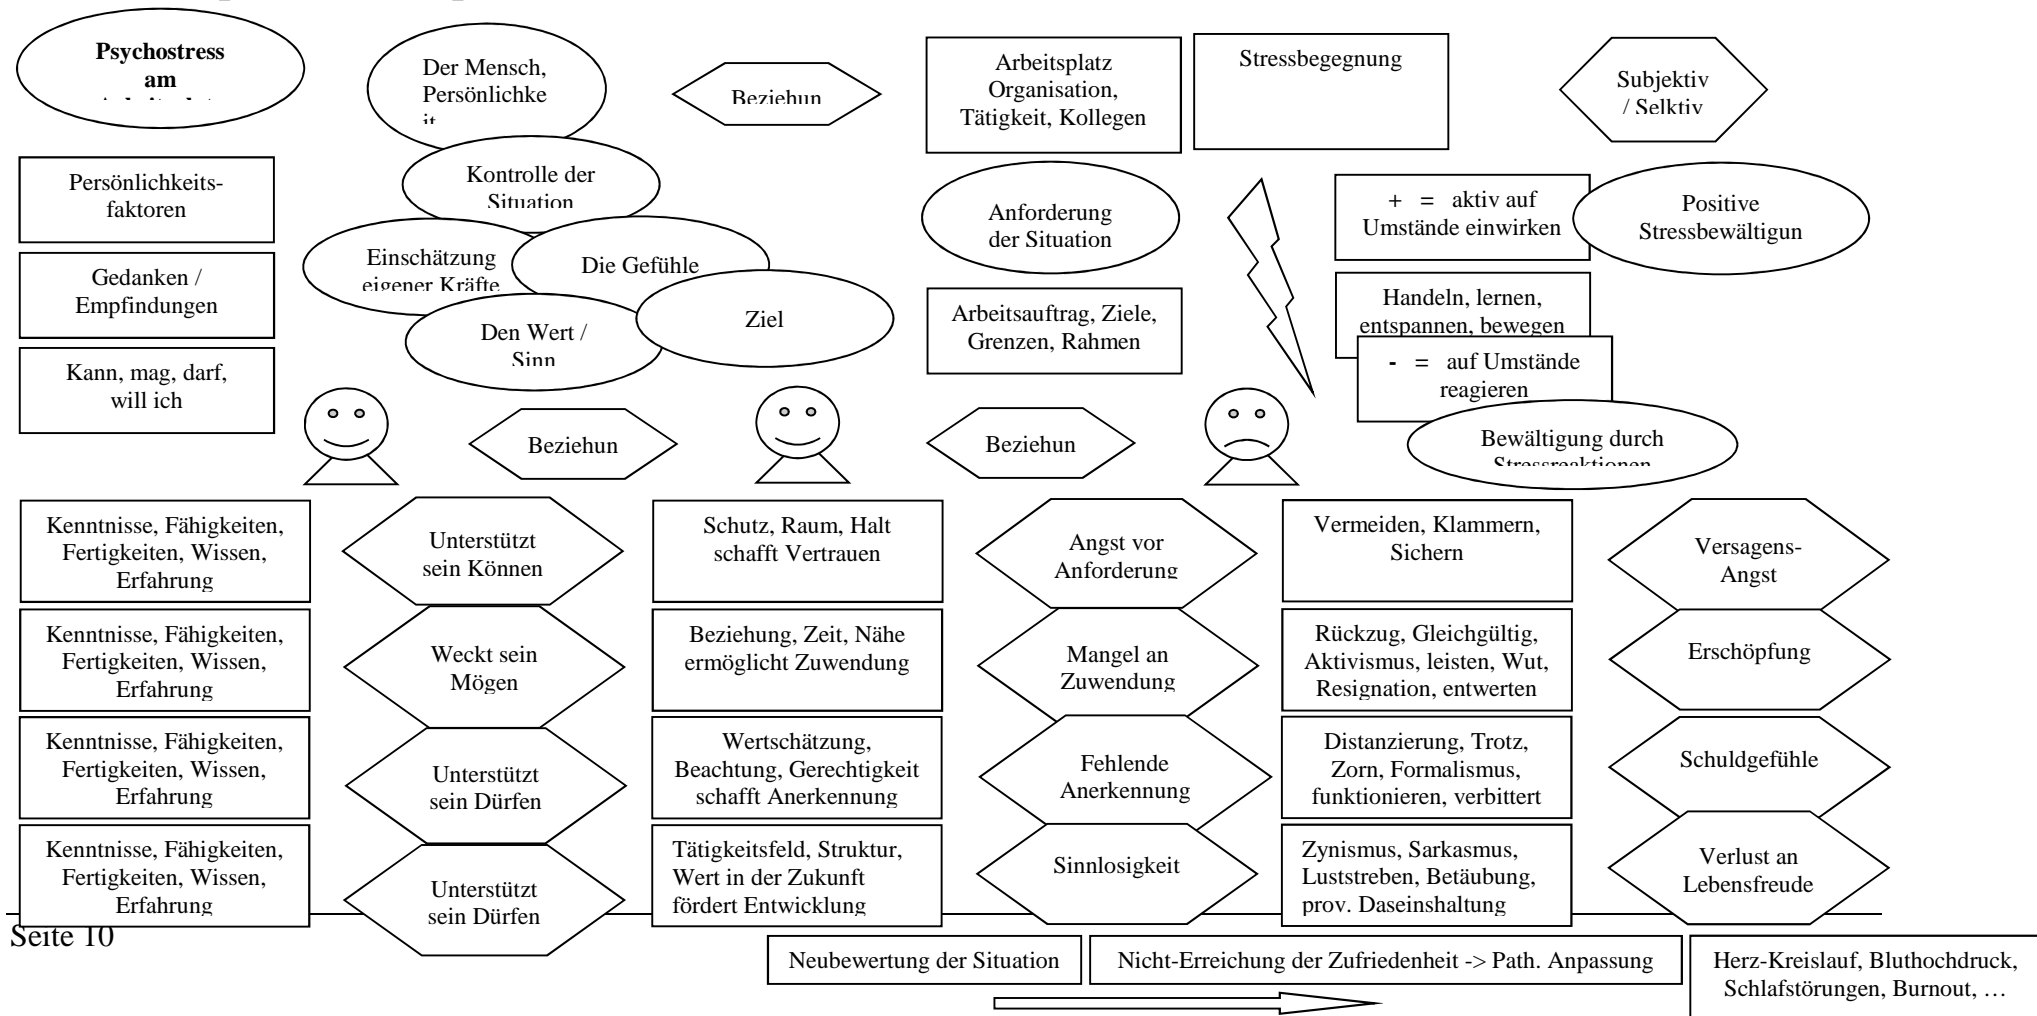 Psychostress
am
Der Mensch,
Persönlichke
it
Beziehun
Arbeitsplatz
Organisation,
Tätigkeit, Kollegen
Stressbegegnung
Subjektiv
/ Selktiv
Persönlichkeits-
faktoren
Kontrolle der
Situation
Anforderung
der Situation
+ = aktiv auf
Umstände einwirken
Positive
Stressbewältigun
Gedanken /
Empfindungen
Einschätzung
eigener Kräfte
Die Gefühle
Ziel
Den Wert /
Sinn
Arbeitsauftrag, Ziele,
Grenzen, Rahmen
Handeln, lernen,
entspannen, bewegen
- = auf Umstände
reagieren
Kann, mag, darf,
will ich
Beziehun
Beziehun
Bewältigung durch
Stressreaktionen
Kenntnisse, Fähigkeiten,
Fertigkeiten, Wissen,
Erfahrung
Unterstützt
sein Können
Schutz, Raum, Halt
schafft Vertrauen
Angst vor
Anforderung
Vermeiden, Klammern,
Sichern
Versagens-
Angst
Kenntnisse, Fähigkeiten,
Fertigkeiten, Wissen,
Erfahrung
Weckt sein
Mögen
Beziehung, Zeit, Nähe
ermöglicht Zuwendung
Mangel an
Zuwendung
Rückzug, Gleichgültig,
Aktivismus, leisten, Wut,
Resignation, entwerten
Erschöpfung
Kenntnisse, Fähigkeiten,
Fertigkeiten, Wissen,
Erfahrung
Unterstützt
sein Dürfen
Wertschätzung,
Beachtung, Gerechtigkeit
schafft Anerkennung
Fehlende
Anerkennung
Distanzierung, Trotz,
Zorn, Formalismus,
funktionieren, verbittert
Schuldgefühle
Kenntnisse, Fähigkeiten,
Fertigkeiten, Wissen,
Erfahrung
Unterstützt
sein Dürfen
Tätigkeitsfeld, Struktur,
Wert in der Zukunft
fördert Entwicklung
Sinnlosigkeit
Zynismus, Sarkasmus,
Luststreben, Betäubung,
prov. Daseinshaltung
Verlust an
Lebensfreude
Seite 10
Neubewertung der Situation
Nicht-Erreichung der Zufriedenheit -> Path. Anpassung
Herz-Kreislauf, Bluthochdruck,
Schlafstörungen, Burnout, …